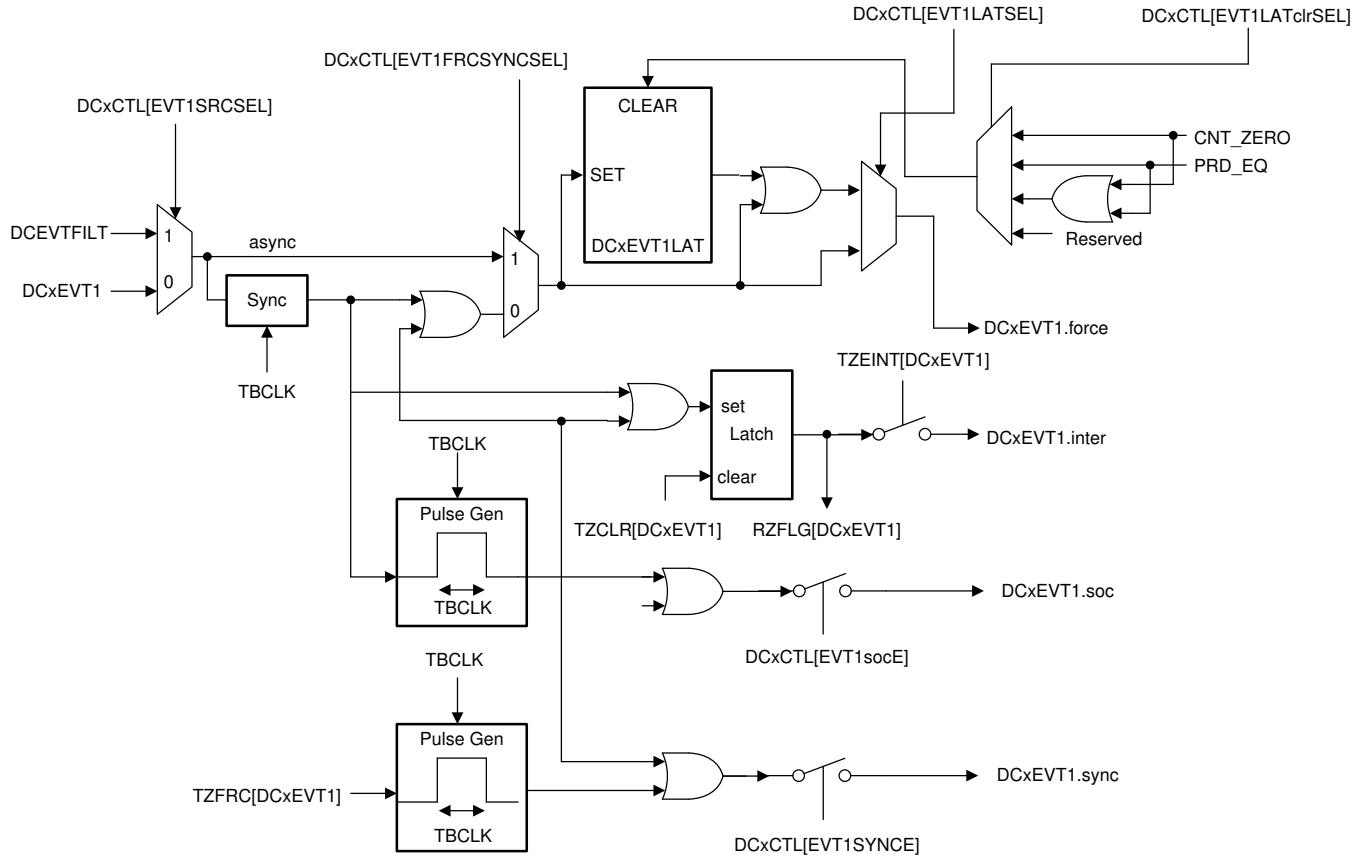 DCxCTL[EVT1LATSEL]
DCxCTL[EVT1LATclrSEL]
DCxCTL[EVT1FRCSYNCSEL]
DCxCTL[EVT1SRCSEL]
CLEAR
SET
DCxEVT1LAT
CNT_ZERO
PRD_EQ
Reserved
DCEVTFILT
DCxEVT1
1
0
async
Sync
TBCLK
1
0
DCxEVT1.force
TZEINT[DCxEVT1]
set
Latch
clear
DCxEVT1.inter
TZCLR[DCxEVT1]
RZFLG[DCxEVT1]
TBCLK
Pulse Gen
TBCLK
DCxEVT1.soc
DCxCTL[EVT1socE]
TBCLK
Pulse Gen
TBCLK
TZFRC[DCxEVT1]
DCxEVT1.sync
DCxCTL[EVT1SYNCE]